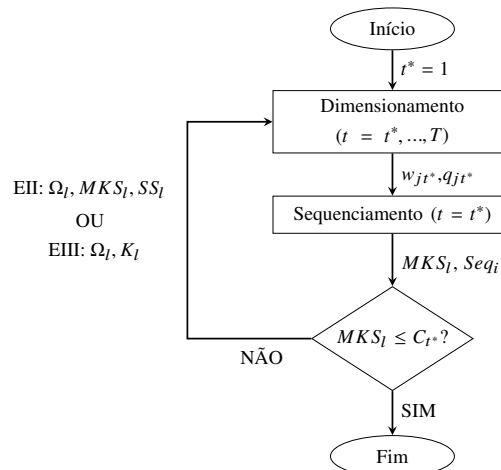 Início
t* = 1
Dimensionamento
(t = t*, ..., T)
w_{jt*}, q_{jt*}
Sequenciamento (t = t*)
MKS_l, Seq_i
EII: Ω_l, MKS_l, SS_l
OU
EIII: Ω_l, K_l
MKS_l ≤ C_{t*}?
NÃO
SIM
Fim